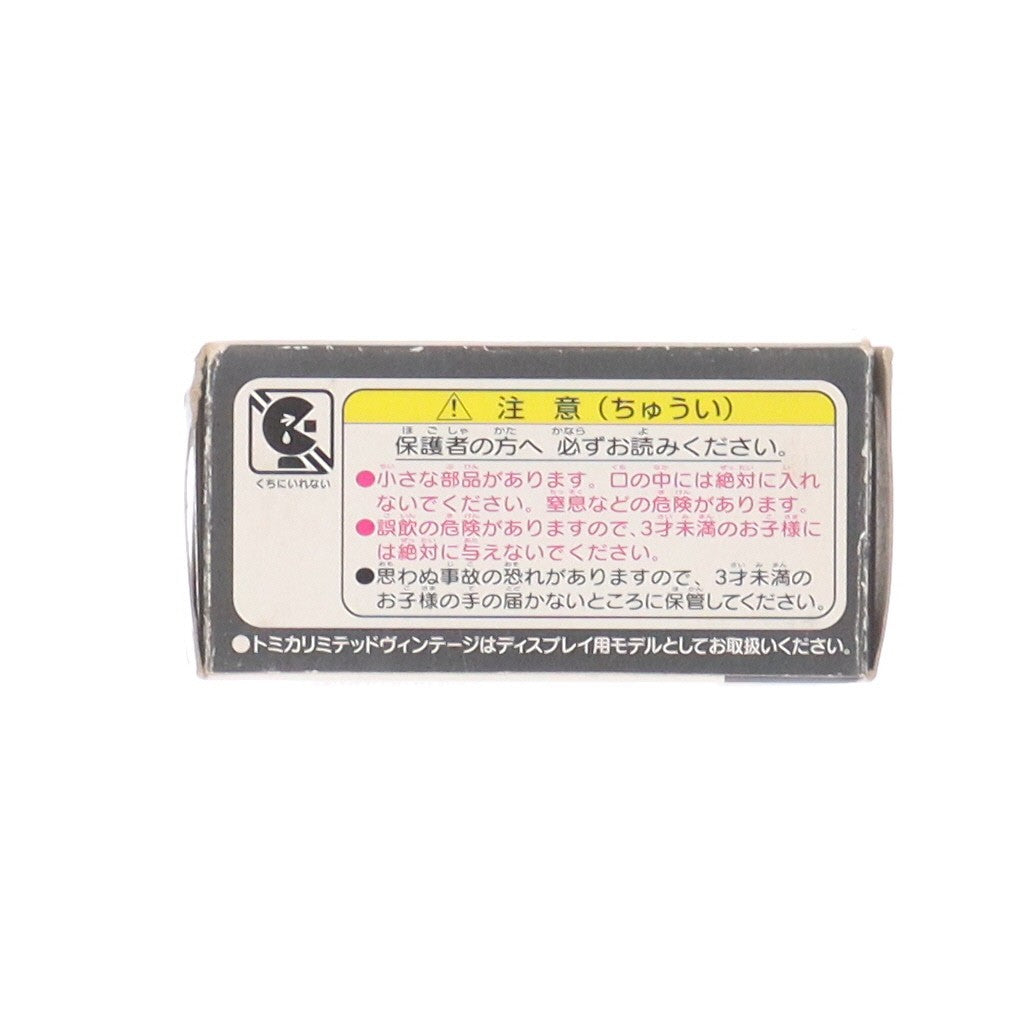 注 意（ちゅうい）
保護者の方へ 必ずお読みください。
●小さな部品があります。口の中には絶対に入れ
ないでください。窒息などの危険があります。
●誤飲の危険がありますので、3才未満のお子様に
は絶対に与えないでください。
●思わぬ事故の恐れがありますので、3才未満の
お子様の手の届かないところに保管してください。
くちにいれない
●トミカリミテッドヴィンテージはディスプレイ用モデルとしてお取扱いください。